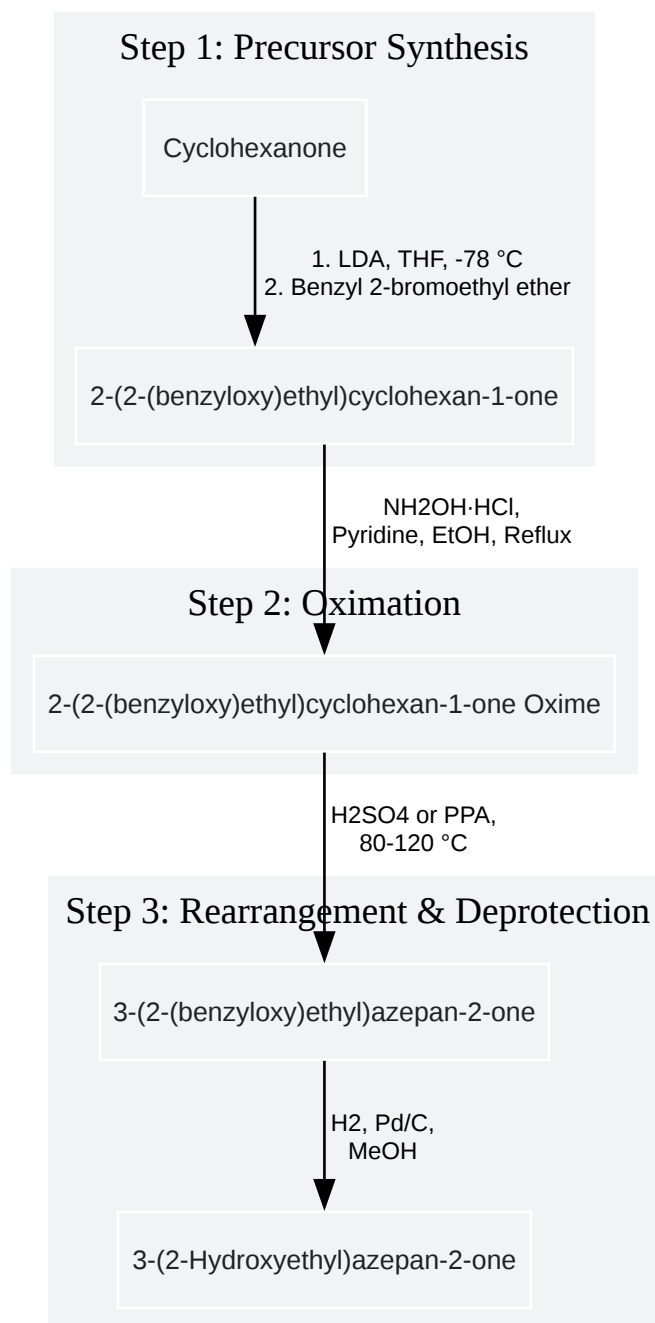 Step 1: Precursor Synthesis
Cyclohexanone
1. LDA, THF, -78 °C
2. Benzyl 2-bromoethyl ether
2-(2-(benzyloxy)ethyl)cyclohexan-1-one
NH2OH·HCl,
Pyridine, EtOH, Reflux
Step 2: Oximation
2-(2-(benzyloxy)ethyl)cyclohexan-1-one Oxime
H2SO4 or PPA,
80-120 °C
Step 3: Rearrangement & Deprotection
3-(2-(benzyloxy)ethyl)azepan-2-one
H2, Pd/C,
MeOH
3-(2-Hydroxyethyl)azepan-2-one